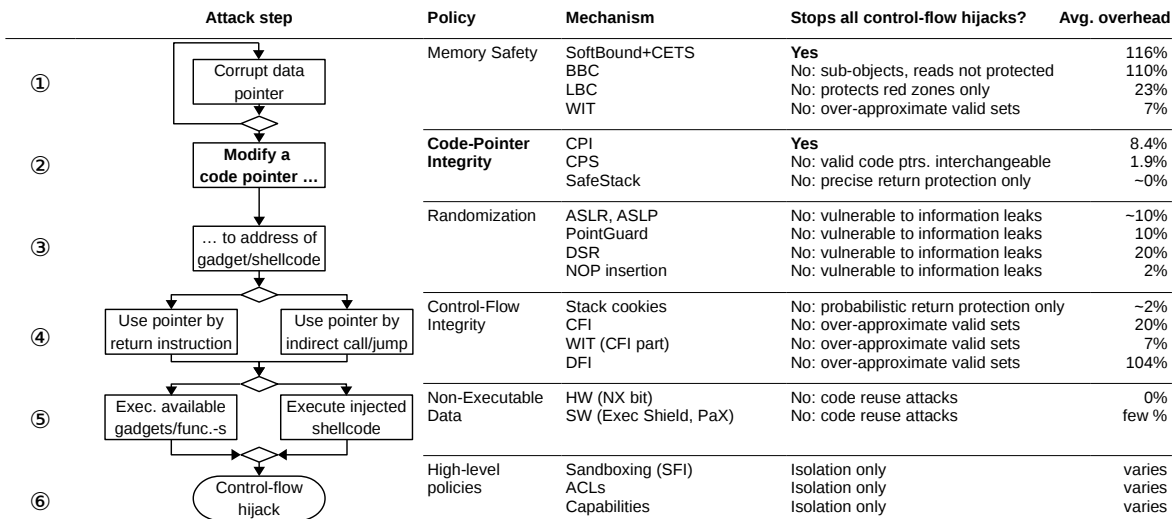 Attack step Policy Mechanism Stops all control-flow hijacks? Avg. overhead
① Corrupt data pointer
Memory Safety SoftBound+CETS Yes 116%
BBC No: sub-objects, reads not protected 110%
LBC No: protects red zones only 23%
WIT No: over-approximate valid sets 7%
② Modify a code pointer …
Code-Pointer Integrity CPI Yes 8.4%
CPS No: valid code ptrs. interchangeable 1.9%
SafeStack No: precise return protection only ~0%
③ … to address of gadget/shellcode
Randomization ASLR, ASLP No: vulnerable to information leaks ~10%
PointGuard No: vulnerable to information leaks 10%
DSR No: vulnerable to information leaks 20%
NOP insertion No: vulnerable to information leaks 2%
④ Use pointer by return instruction
Use pointer by indirect call/jump
Control-Flow Integrity Stack cookies No: probabilistic return protection only ~2%
CFI No: over-approximate valid sets 20%
WIT (CFI part) No: over-approximate valid sets 7%
DFI No: over-approximate valid sets 104%
⑤ Exec. available gadgets/func.-s
Execute injected shellcode
Non-Executable Data HW (NX bit) No: code reuse attacks 0%
SW (Exec Shield, PaX) No: code reuse attacks few %
⑥ Control-flow hijack
High-level policies Sandboxing (SFI) Isolation only varies
ACLs Isolation only varies
Capabilities Isolation only varies